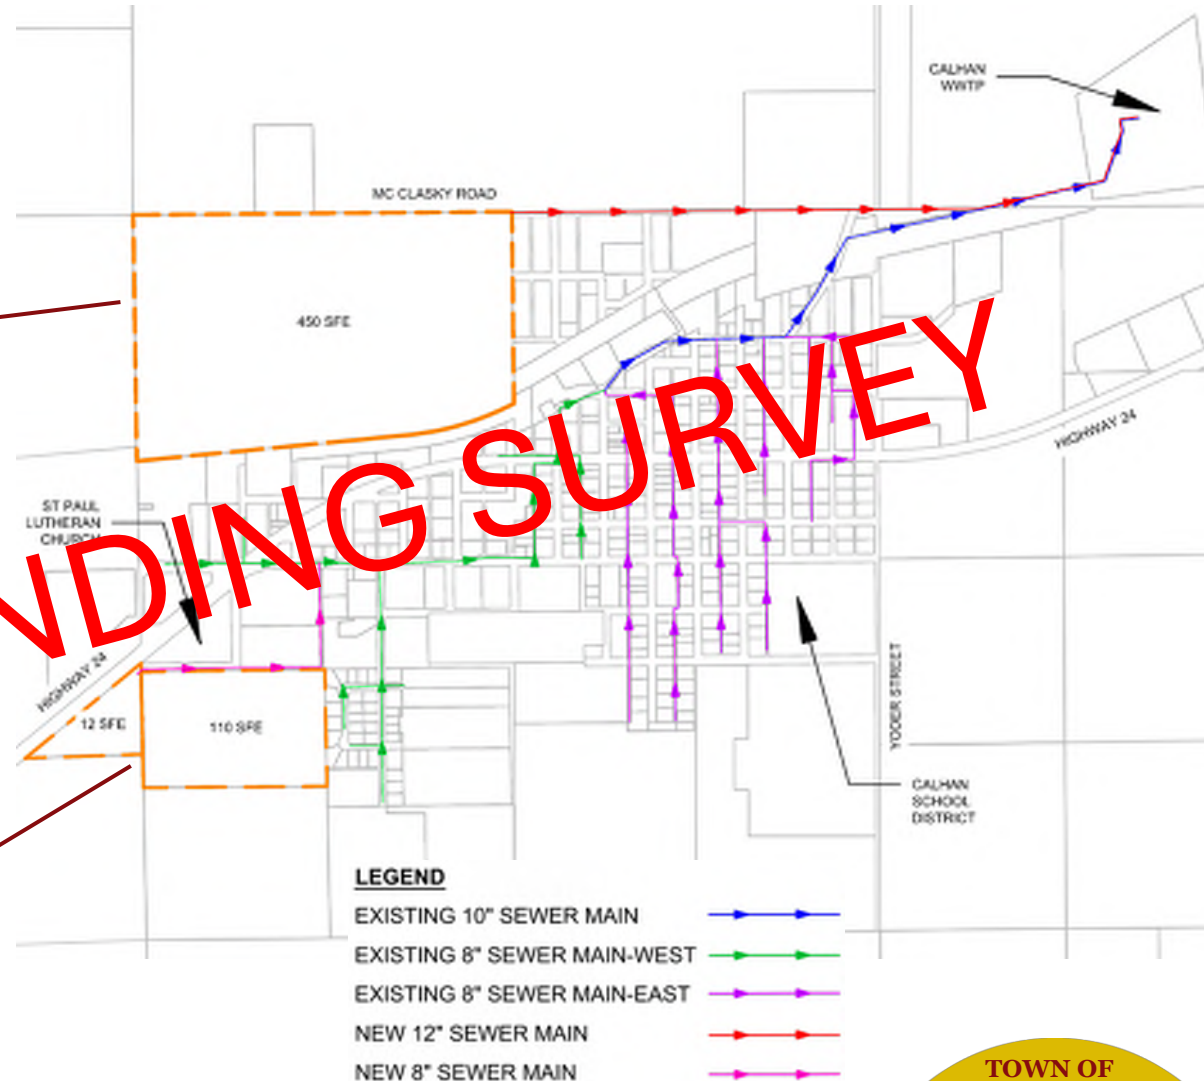 CALHAN
WWTP
MC CLASKY ROAD
450 SFE
HIGHWAY 24
ST PAUL
LUTHERAN
CHURCH
NDING SURVEY
HIGHWAY 24
12 SFE
110 SFE
YODER STREET
CALHAN
SCHOOL
DISTRICT
LEGEND
EXISTING 10" SEWER MAIN
EXISTING 8" SEWER MAIN-WEST
EXISTING 8" SEWER MAIN-EAST
NEW 12" SEWER MAIN
NEW 8" SEWER MAIN
TOWN OF